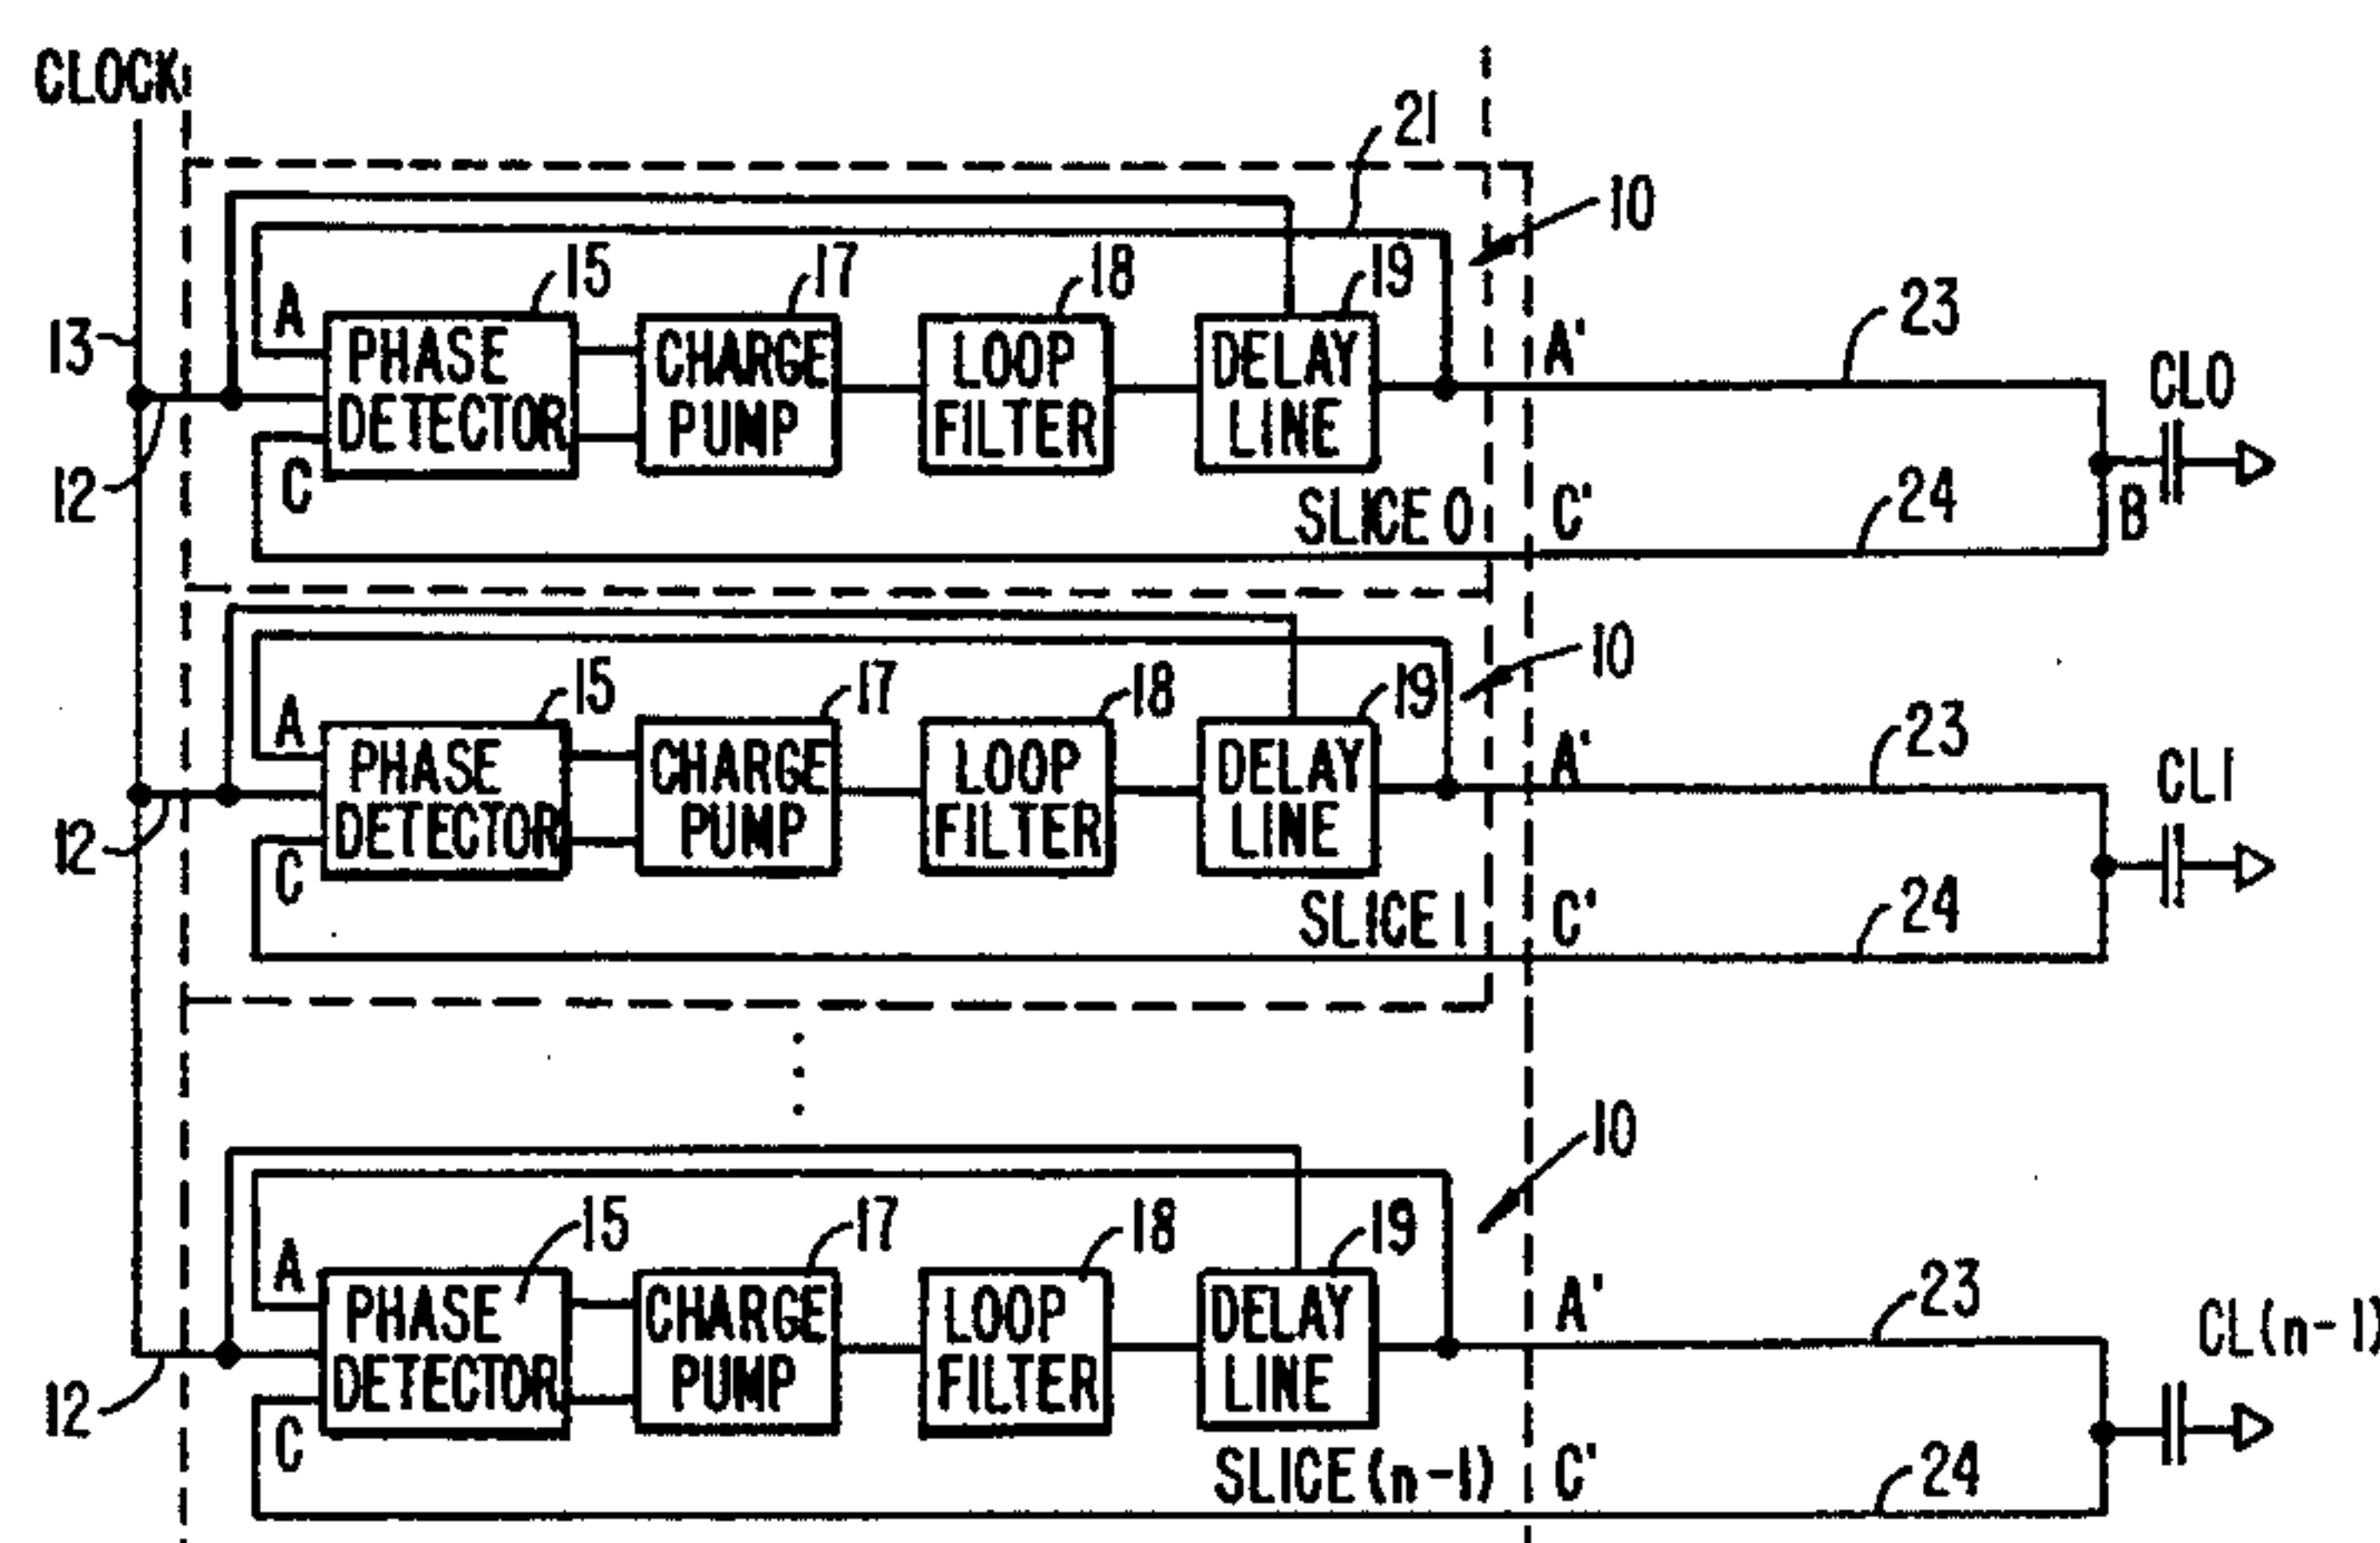 CLOCK
21
10
15
17
18
19
23
A
A'
13
PHASE
DETECTOR
CHARGE
PUMP
LOOP
FILTER
DELAY
LINE
CL0
12
C
SLICE 0
C'
24
B
10
15
17
18
19
23
A
A'
CL1
PHASE
DETECTOR
CHARGE
PUMP
LOOP
FILTER
DELAY
LINE
12
C
SLICE 1
C'
24
10
15
17
18
19
23
A
A'
CL(n-1)
PHASE
DETECTOR
CHARGE
PUMP
LOOP
FILTER
DELAY
LINE
12
C
SLICE (n-1)
C'
24